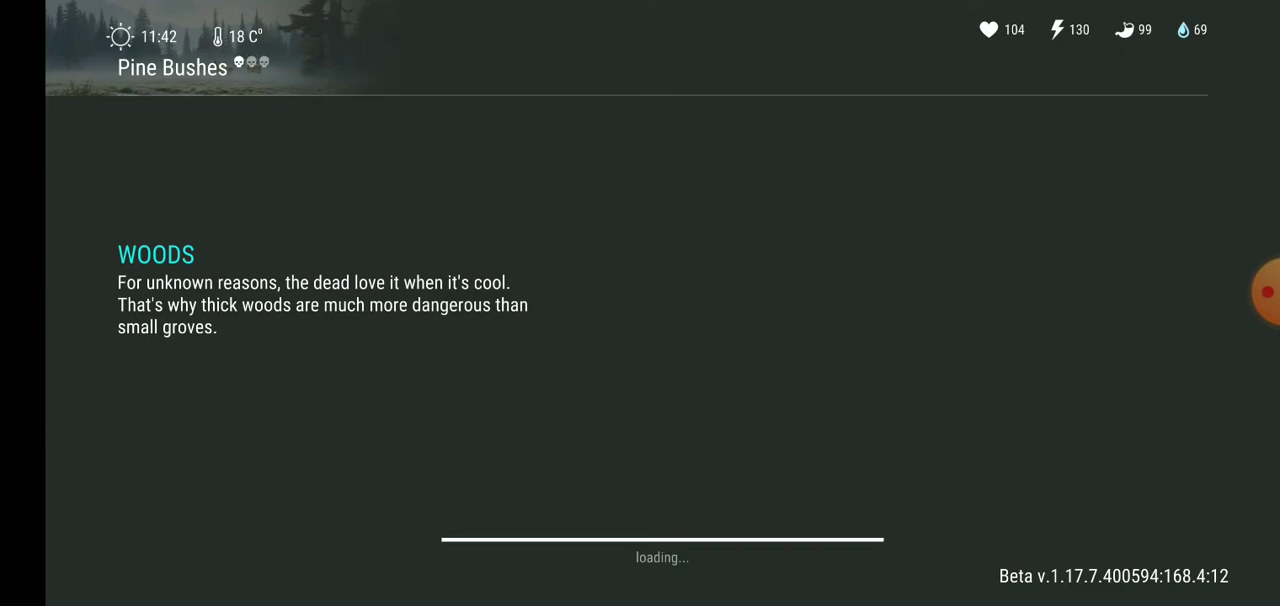 11:42 18 C⁰
104 130 99 69
Pine Bushes
WOODS
For unknown reasons, the dead love it when it's cool.
That's why thick woods are much more dangerous than
small groves.
loading...
Beta v.1.17.7.400594:168.4:12